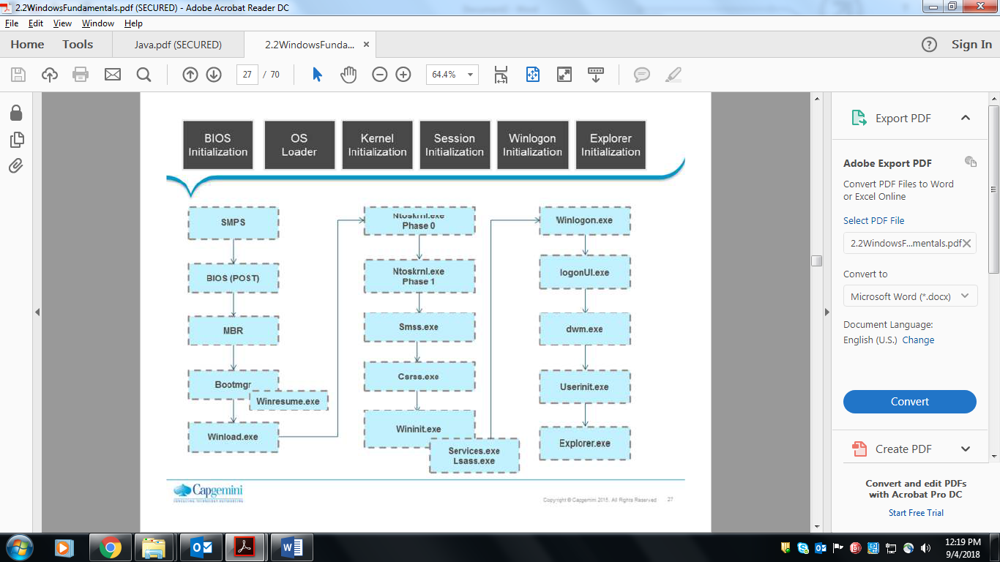 2.2WindowsFundamentals.pdf (SECURED) - Adobe Acrobat Reader DC
File Edit View Window Help
Home Tools Java.pdf (SECURED) 2.2WindowsFunda... × Sign In
27 / 70 64.4%
BIOS
Initialization
OS
Loader
Kernel
Initialization
Session
Initialization
Winlogon
Initialization
Explorer
Initialization
SMPS
BIOS (POST)
MBR
Bootmgr
Winresume.exe
Winload.exe
Ntoskrnl.exe
Phase 0
Ntoskrnl.exe
Phase 1
Smss.exe
Csrss.exe
Wininit.exe
Services.exe
Lsass.exe
Winlogon.exe
logonUI.exe
dwm.exe
Userinit.exe
Explorer.exe
Capgemini
CONSULTING.TECHNOLOGY.OUTSOURCING
Copyright © Capgemini 2015. All Rights Reserved 27
Export PDF
Adobe Export PDF
Convert PDF Files to Word
or Excel Online
Select PDF File
2.2WindowsF...mentals.pdf
Convert to
Microsoft Word (*.docx)
Document Language:
English (U.S.) Change
Convert
Create PDF
Convert and edit PDFs
with Acrobat Pro DC
Start Free Trial
12:19 PM
9/4/2018